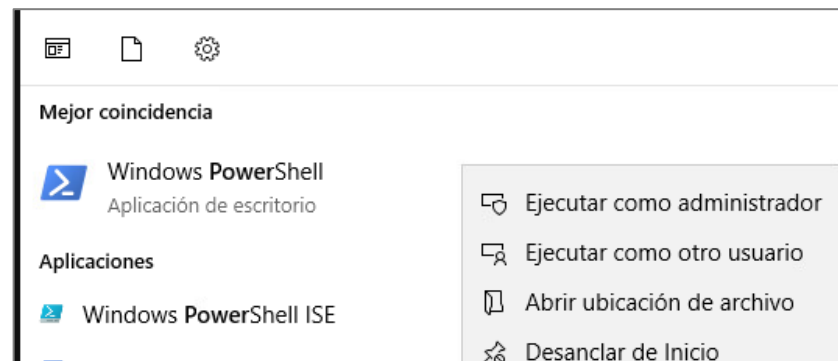 Mejor coincidencia
Windows PowerShell
Aplicación de escritorio
Aplicaciones
Windows PowerShell ISE
Ejecutar como administrador
Ejecutar como otro usuario
Abrir ubicación de archivo
Desanclar de Inicio